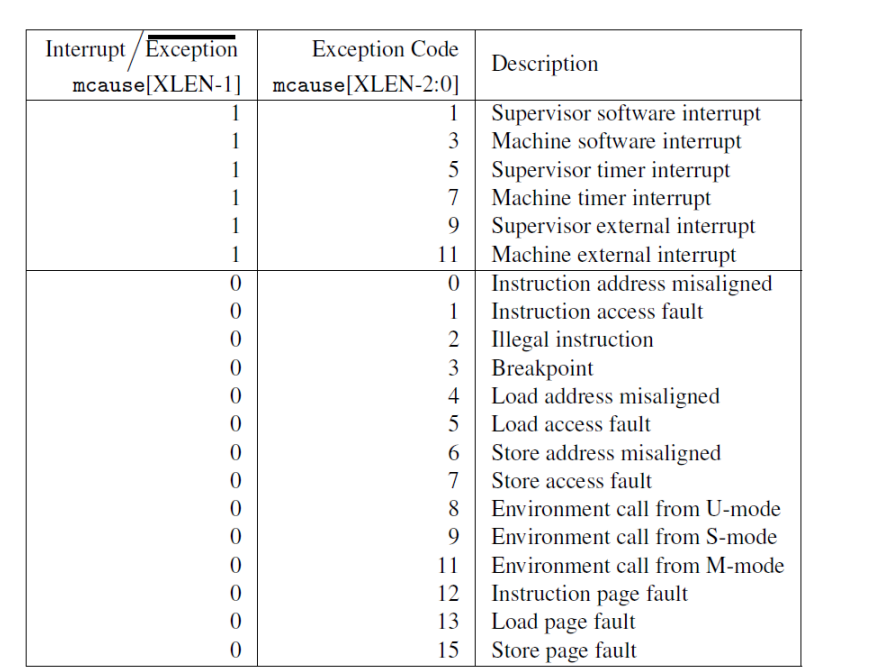 Interrupt / Exception Exception Code Description
mcause[XLEN-1] mcause[XLEN-2:0]
1 1 Supervisor software interrupt
1 3 Machine software interrupt
1 5 Supervisor timer interrupt
1 7 Machine timer interrupt
1 9 Supervisor external interrupt
1 11 Machine external interrupt
0 0 Instruction address misaligned
0 1 Instruction access fault
0 2 Illegal instruction
0 3 Breakpoint
0 4 Load address misaligned
0 5 Load access fault
0 6 Store address misaligned
0 7 Store access fault
0 8 Environment call from U-mode
0 9 Environment call from S-mode
0 11 Environment call from M-mode
0 12 Instruction page fault
0 13 Load page fault
0 15 Store page fault